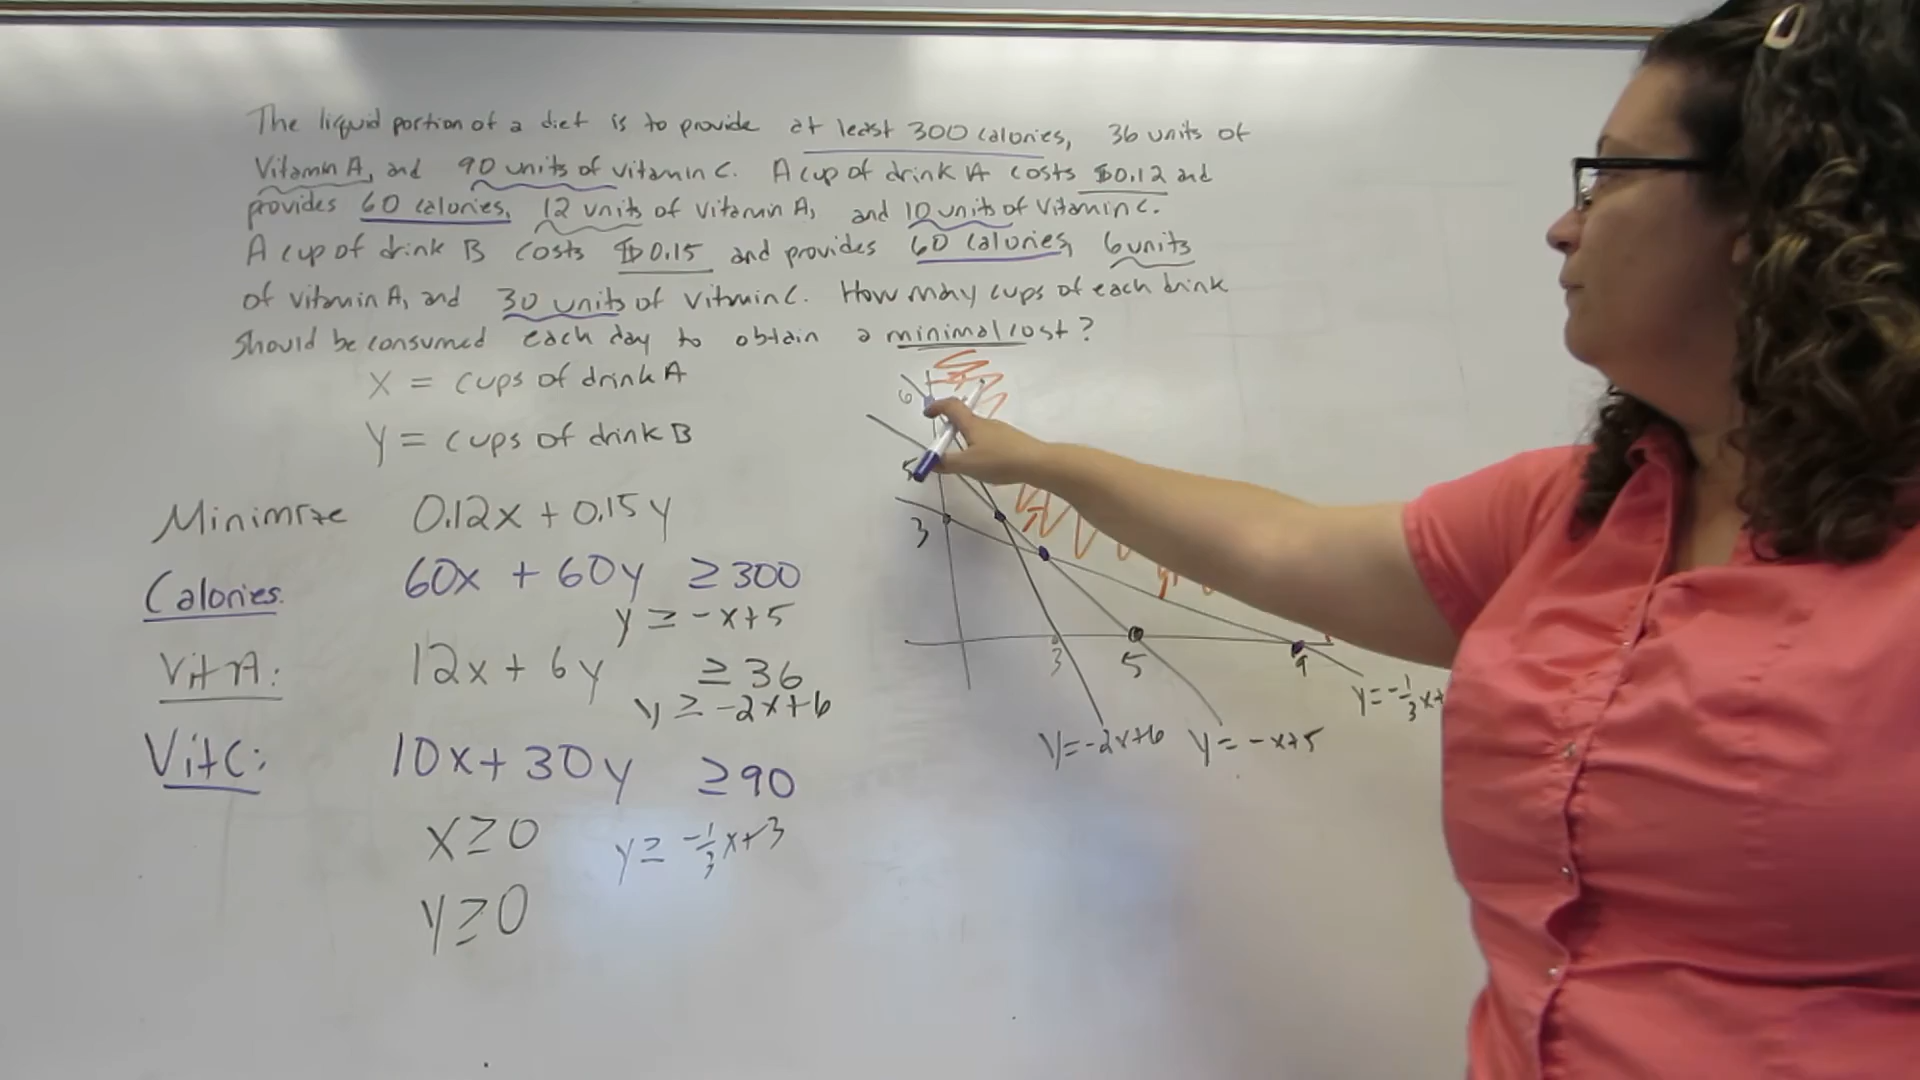 The liquid portion of a diet is to provide at least 300 calories, 36 units of
Vitamin A, and 90 units of vitamin C. A cup of drink A costs $0.12 and
provides 60 calories, 12 units of Vitamin A, and 10 units of Vitamin C.
A cup of drink B costs $0.15 and provides 60 calories, 6 units
of vitamin A, and 30 units of Vitmin C. How many cups of each drink
should be consumed each day to obtain a minimal cost?
X = cups of drink A
Y = cups of drink B
Minimize 0.12x + 0.15y
Calories. 60x + 60y ≥ 300
y ≥ -x+5
Vit A: 12x + 6y ≥ 36
y ≥ -2x+6
Vit C: 10x + 30y ≥ 90
x ≥ 0 y ≥ -1/3x+3
y ≥ 0
6
5
3
3 5 9
y = -1/3x+
y = -2x+6 y = -x+5